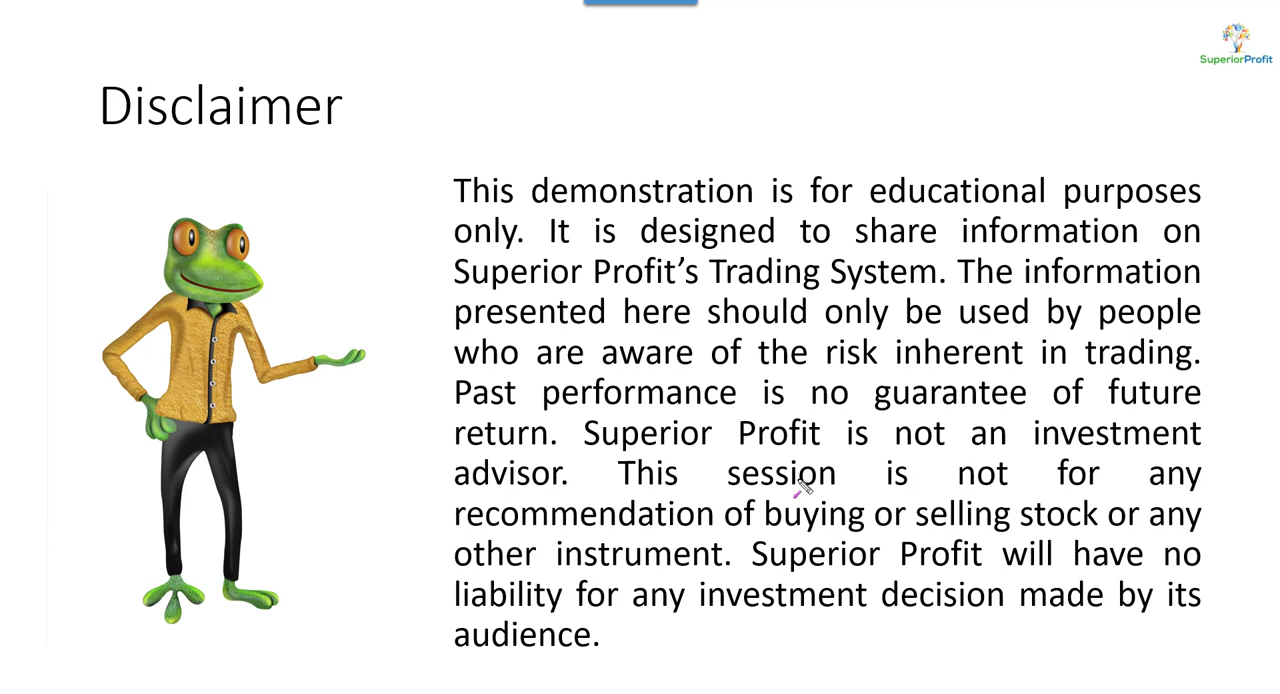 SuperiorProfit
Disclaimer
This demonstration is for educational purposes
only. It is designed to share information on
Superior Profit’s Trading System. The information
presented here should only be used by people
who are aware of the risk inherent in trading.
Past performance is no guarantee of future
return. Superior Profit is not an investment
advisor. This session is not for any
recommendation of buying or selling stock or any
other instrument. Superior Profit will have no
liability for any investment decision made by its
audience.